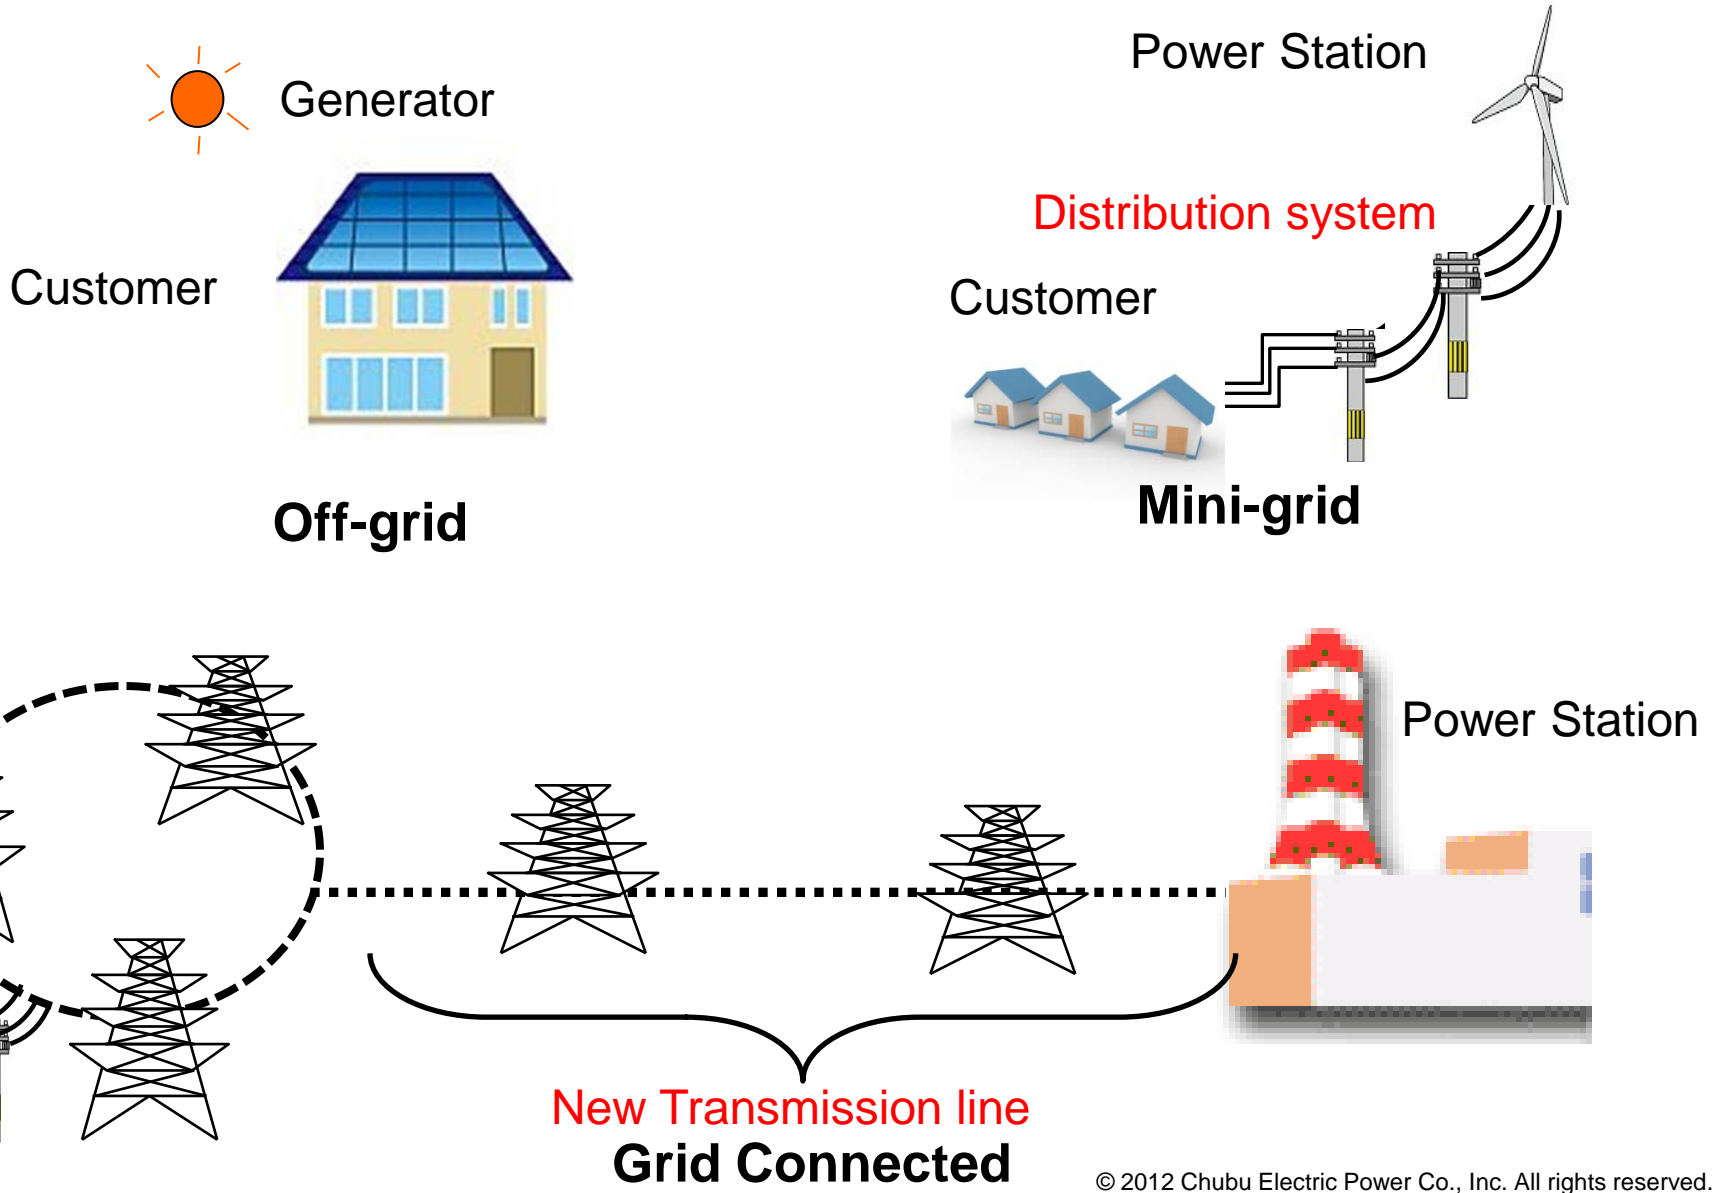 Generator
Customer
Off-grid
Power Station
Distribution system
Customer
Mini-grid
Power Station
New Transmission line
Grid Connected
© 2012 Chubu Electric Power Co., Inc. All rights reserved.